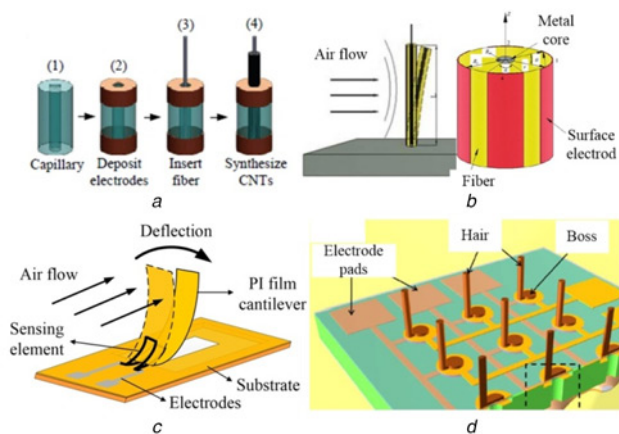 (1)
(2)
(3)
(4)
Capillary
Deposit
electrodes
Insert
fiber
Synthesize
CNTs
a
Air flow
L
Metal
core
Surface
electrod
Fiber
b
Deflection
Air flow
PI film
cantilever
Sensing
element
Substrate
Electrodes
c
Electrode
pads
Hair
Boss
d